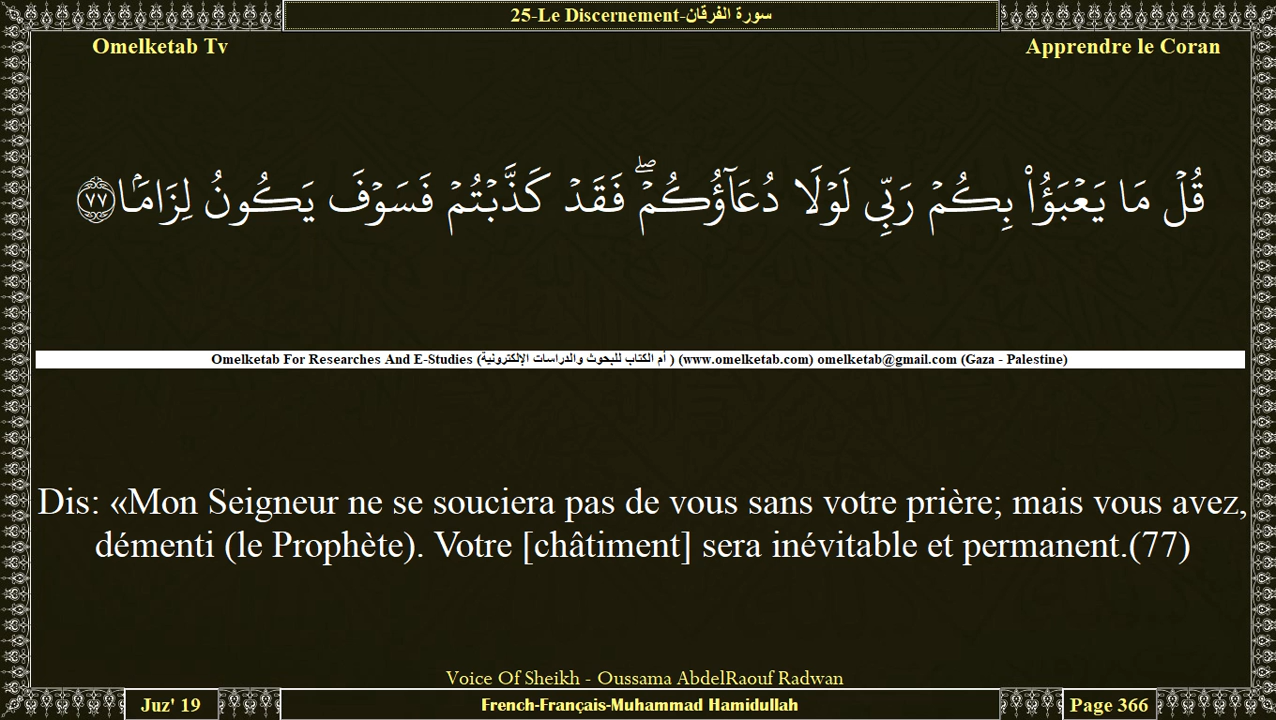 25-Le Discernement-سورة الفرقان
Omelketab Tv
Apprendre le Coran
قُلۡ مَا يَعۡبَؤُاْ بِكُمۡ رَبِّي لَوۡلَا دُعَآؤُكُمۡۖ فَقَدۡ كَذَّبۡتُمۡ فَسَوۡفَ يَكُونُ لِزَامَۢا ٧٧
Omelketab For Researches And E-Studies (أم الكتاب للبحوث والدراسات الإلكترونية ) (www.omelketab.com) omelketab@gmail.com (Gaza - Palestine)
Dis: «Mon Seigneur ne se souciera pas de vous sans votre prière; mais vous avez,
démenti (le Prophète). Votre [châtiment] sera inévitable et permanent.(77)
Voice Of Sheikh - Oussama AbdelRaouf Radwan
Juz' 19
French-Français-Muhammad Hamidullah
Page 366